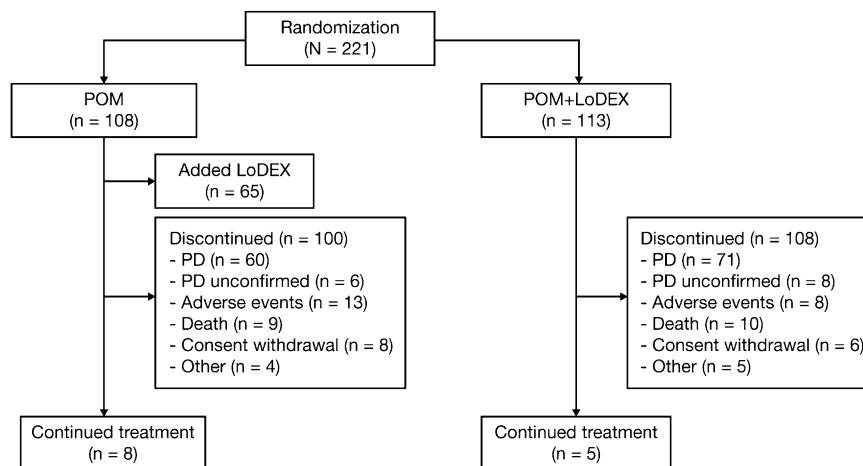 Randomization
(N = 221)
POM
(n = 108)
POM+LoDEX
(n = 113)
Added LoDEX
(n = 65)
Discontinued (n = 100)
- PD (n = 60)
- PD unconfirmed (n = 6)
- Adverse events (n = 13)
- Death (n = 9)
- Consent withdrawal (n = 8)
- Other (n = 4)
Discontinued (n = 108)
- PD (n = 71)
- PD unconfirmed (n = 8)
- Adverse events (n = 8)
- Death (n = 10)
- Consent withdrawal (n = 6)
- Other (n = 5)
Continued treatment
(n = 8)
Continued treatment
(n = 5)